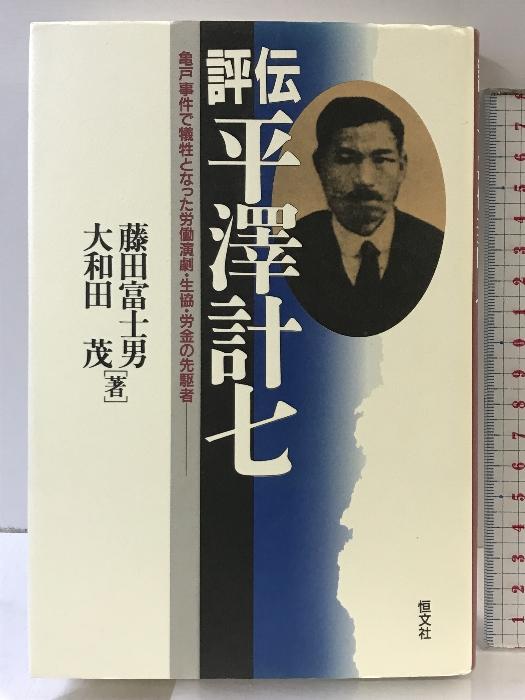 評伝
平澤計七
亀戸事件で犠牲となった労働演劇・生協・労金の先駆者——
藤田富士男
大和田 茂[著]
恒文社